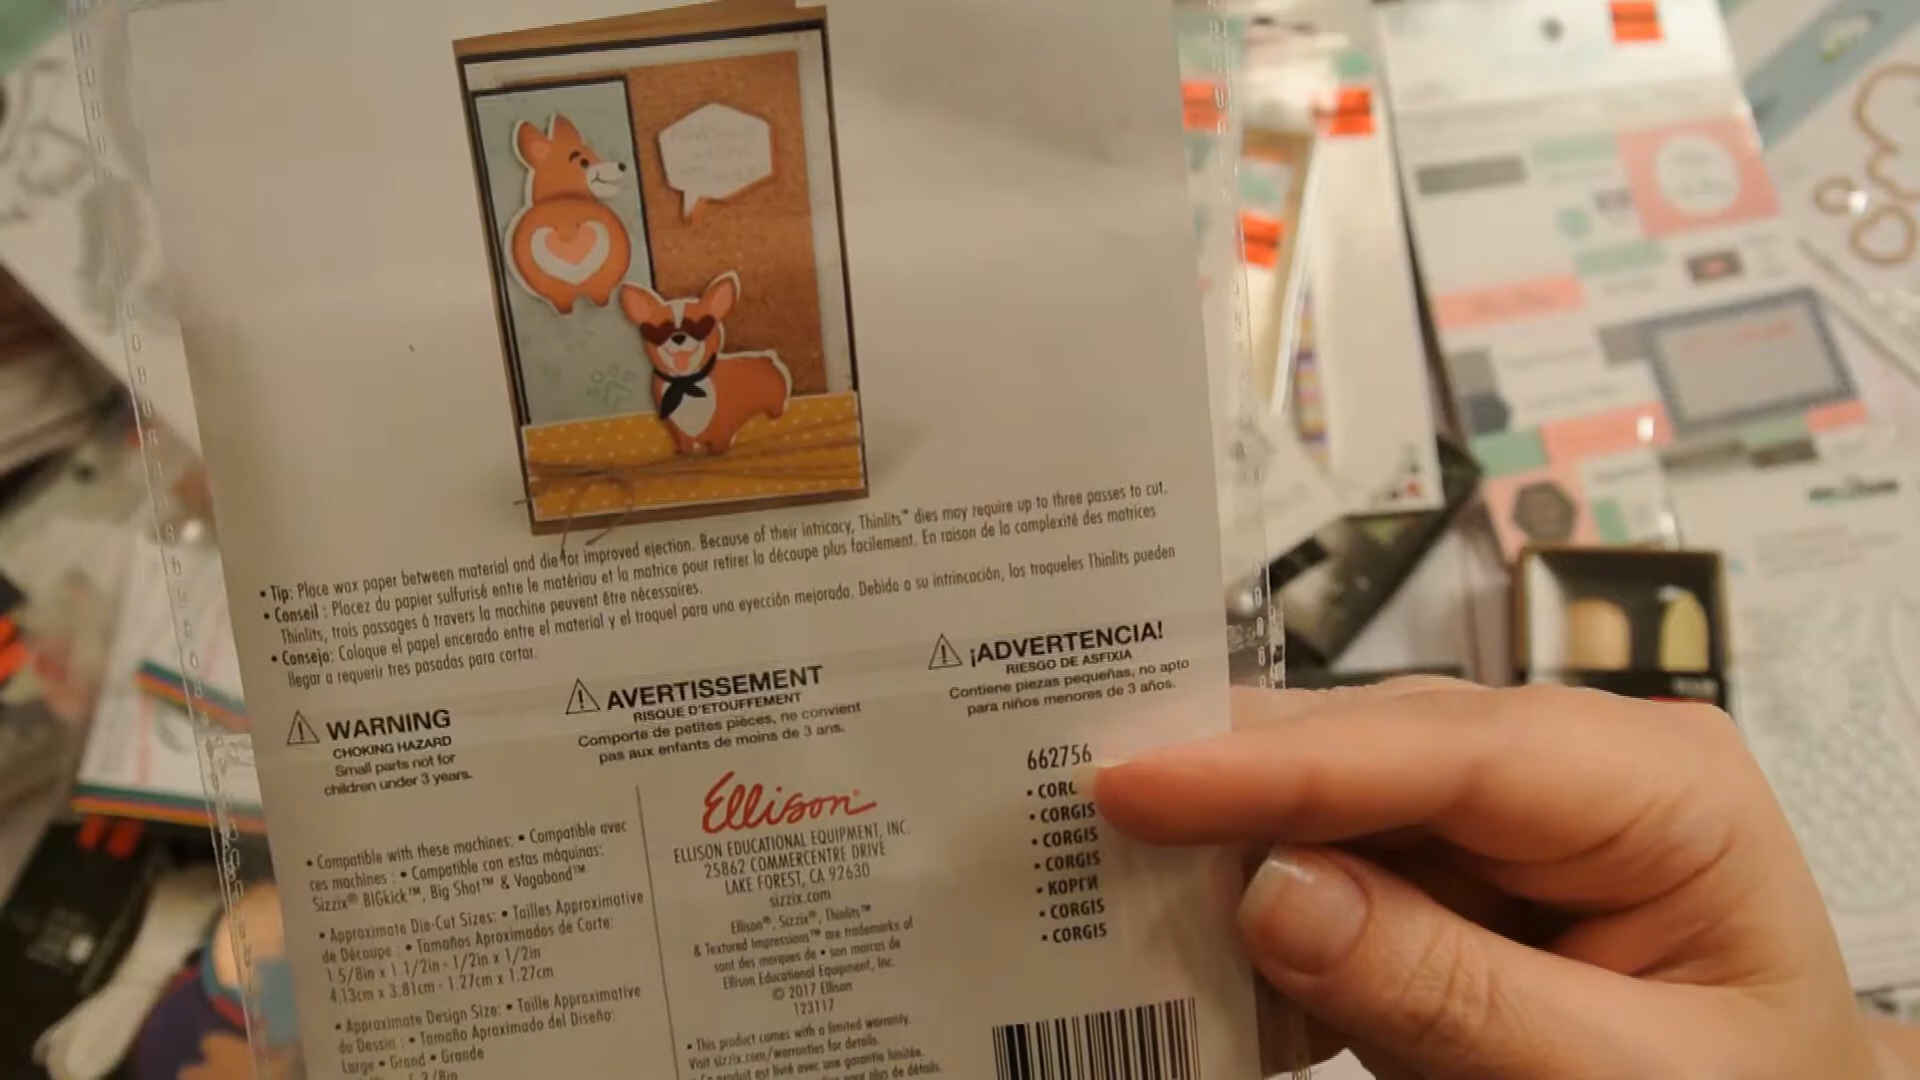 • Tip: Place wax paper between material and die for improved ejection. Because of their intricacy, Thinlits™ dies may require up to three passes to cut.
• Conseil : Placez du papier sulfurisé entre le matériau et la matrice pour retirer la découpe plus facilement. En raison de la complexité des matrices
Thinlits, trois passages à travers la machine peuvent être nécessaires.
• Consejo: Coloque el papel encerado entre el material y el troquel para una eyección mejorada. Debido a su intrincación, los troqueles Thinlits pueden
llegar a requerir tres pasadas para cortar.
WARNING
CHOKING HAZARD
Small parts not for
children under 3 years.
AVERTISSEMENT
RISQUE D'ETOUFFEMENT
Comporte de petites pièces, ne convient
pas aux enfants de moins de 3 ans.
¡ADVERTENCIA!
RIESGO DE ASFIXIA
Contiene piezas pequeñas, no apto
para niños menores de 3 años.
• Compatible with these machines: • Compatible avec
ces machines : • Compatible con estas máquinas:
Sizzix® BIGkick™, Big Shot™ & Vagabond™
• Approximate Die-Cut Sizes: • Tailles Approximative
de Découpe : • Tamaños Aproximados de Corte:
1 5/8in x 1 1/2in - 1/2in x 1/2in
4.13cm x 3.81cm - 1.27cm x 1.27cm
• Approximate Design Size: • Taille Approximative
du Dessin : • Tamaño Aproximado del Diseño:
Large • Grand • Grande
Ellison®
ELLISON EDUCATIONAL EQUIPMENT, INC.
25862 COMMERCENTRE DRIVE
LAKE FOREST, CA 92630
sizzix.com
Ellison®, Sizzix®, Thinlits™
& Textured Impressions™ are trademarks of
sont des marques de • son marcas de
Ellison Educational Equipment, Inc.
© 2017 Ellison
123117
• This product comes with a limited warranty.
Visit sizzix.com/warranties for details.
662756
• CORG
• CORGIS
• CORGIS
• CORGIS
• КОРГИ
• CORGIS
• CORGIS